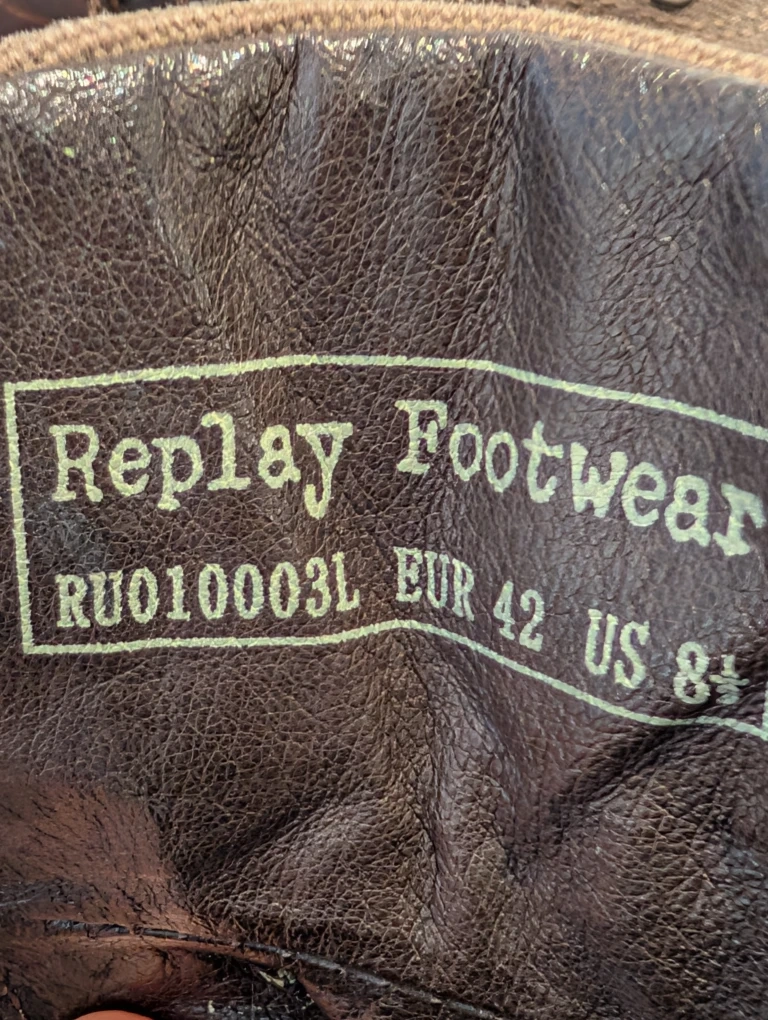 Replay Footwear
RU010003L EUR 42 US 8½